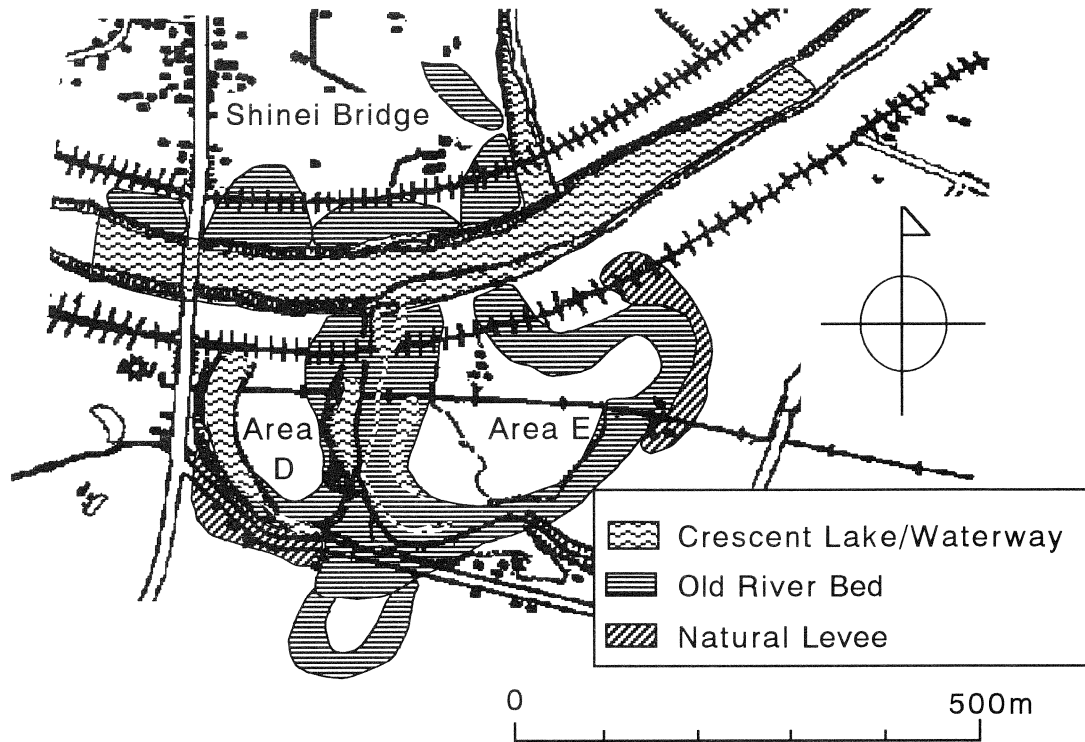 Shinei Bridge
Area
D
Area E
Crescent Lake/Waterway
Old River Bed
Natural Levee
0
500m